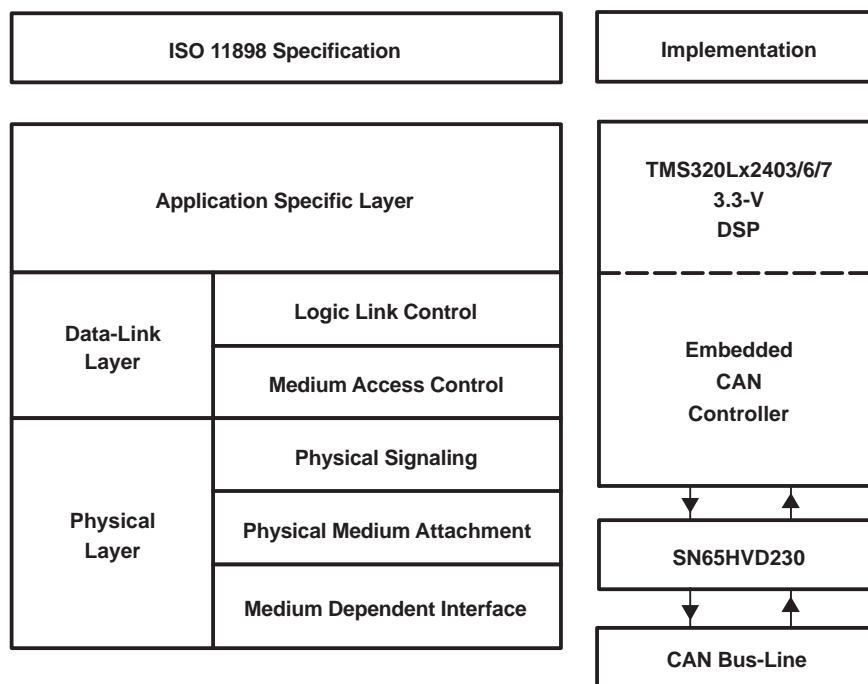 ISO 11898 Specification
Implementation
Application Specific Layer
TMS320Lx2403/6/7
3.3-V
DSP
Data-Link
Layer
Logic Link Control
Medium Access Control
Embedded
CAN
Controller
Physical
Layer
Physical Signaling
Physical Medium Attachment
Medium Dependent Interface
SN65HVD230
CAN Bus-Line